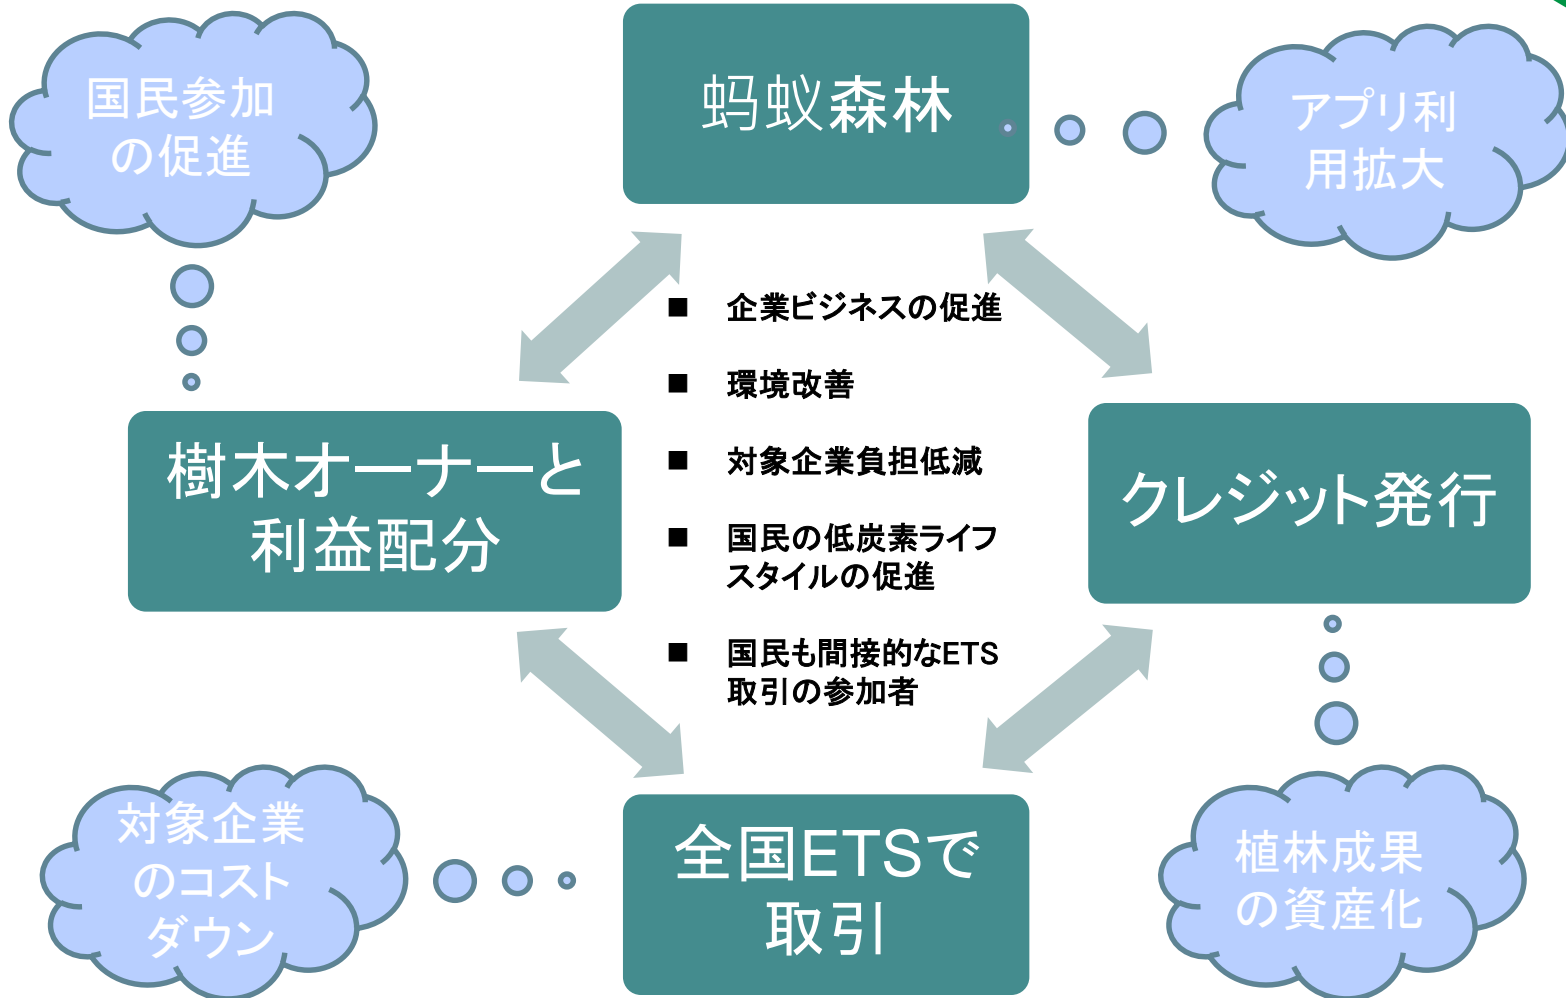 国民参加
の促進
蚂蚁森林
アプリ利
用拡大
■ 企業ビジネスの促進
■ 環境改善
■ 対象企業負担低減
■ 国民の低炭素ライフ
スタイルの促進
■ 国民も間接的なETS
取引の参加者
樹木オーナーと
利益配分
クレジット発行
対象企業
のコスト
ダウン
全国ETSで
取引
植林成果
の資産化